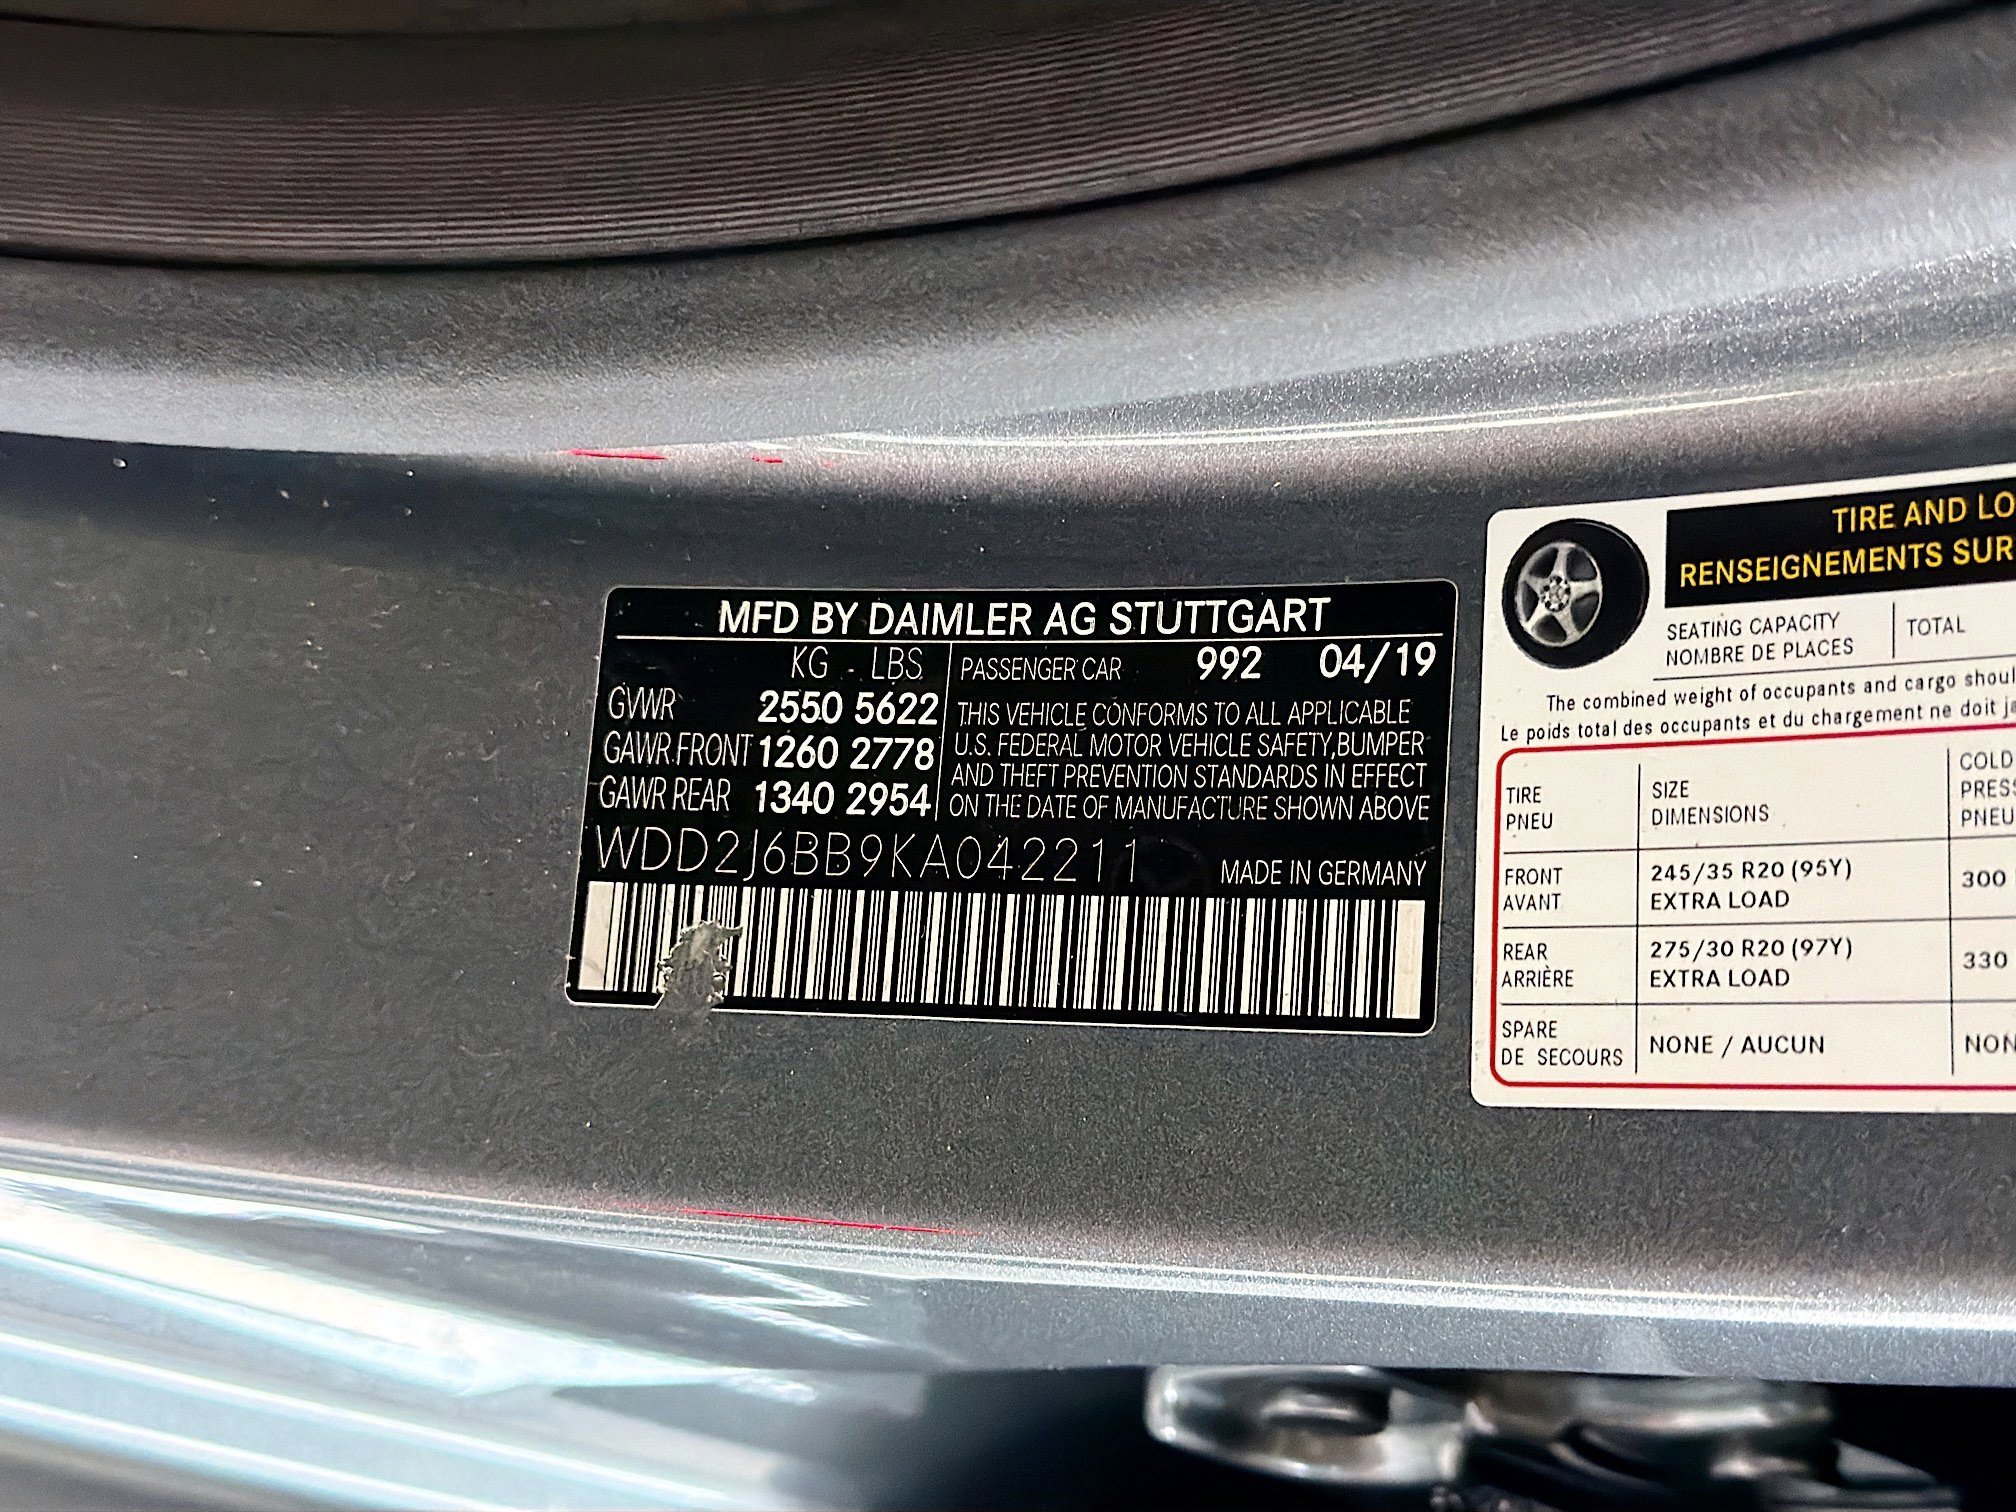 MFD BY DAIMLER AG STUTTGART
KG - LBS
GVWR 2550 5622
GAWR FRONT 1260 2778
GAWR REAR 1340 2954
PASSENGER CAR 992 04/19
THIS VEHICLE CONFORMS TO ALL APPLICABLE
U.S. FEDERAL MOTOR VEHICLE SAFETY, BUMPER
AND THEFT PREVENTION STANDARDS IN EFFECT
ON THE DATE OF MANUFACTURE SHOWN ABOVE
WDD2J6BB9KA042211
MADE IN GERMANY
TIRE AND LO
RENSEIGNEMENTS SUR
SEATING CAPACITY
NOMBRE DE PLACES
TOTAL
The combined weight of occupants and cargo shoul
Le poids total des occupants et du chargement ne doit ja
TIRE
PNEU
SIZE
DIMENSIONS
COLD
PRESS
PNEU
FRONT
AVANT
245/35 R20 (95Y)
EXTRA LOAD
300
REAR
ARRIÈRE
275/30 R20 (97Y)
EXTRA LOAD
330
SPARE
DE SECOURS
NONE / AUCUN
NON